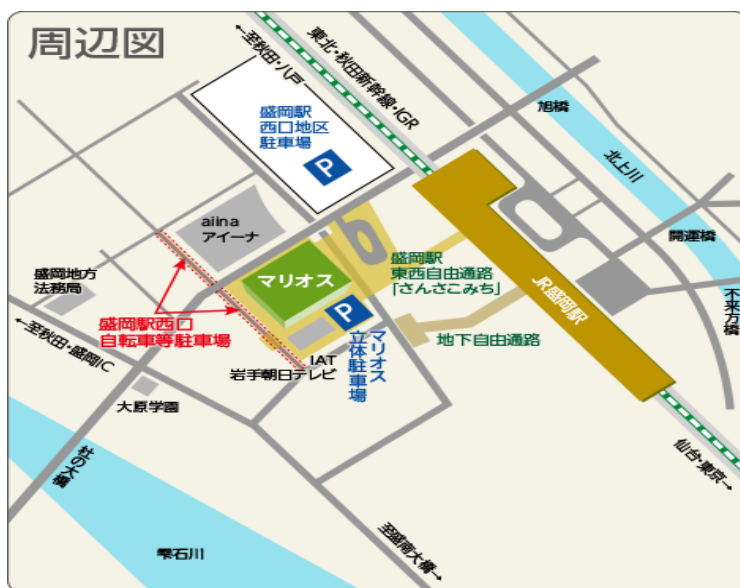 周辺図
←至秋田・八戸
東北・秋田新幹線・IGR
盛岡駅
西口地区
駐車場
P
旭橋
北上川
開運橋
不来方橋
aiina
アイーナ
盛岡地方
法務局
マリオス
盛岡駅
東西自由通路
「さんさこみち」
JR盛岡駅
盛岡駅西口
自転車等駐車場
P
マリオス
立体駐車場
地下自由通路
IAT
岩手朝日テレビ
←至秋田・盛岡IC
大原学園
杜の大橋
雫石川
至盛南大橋→
仙台・東京→